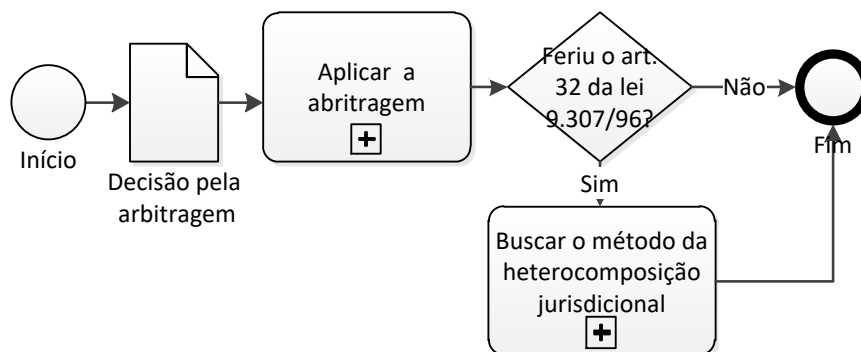 Início
Decisão pela
arbitragem
Aplicar a
abritragem
Feriu o art.
32 da lei
9.307/96?
Não
Fim
Sim
Buscar o método da
heterocomposição
jurisdicional